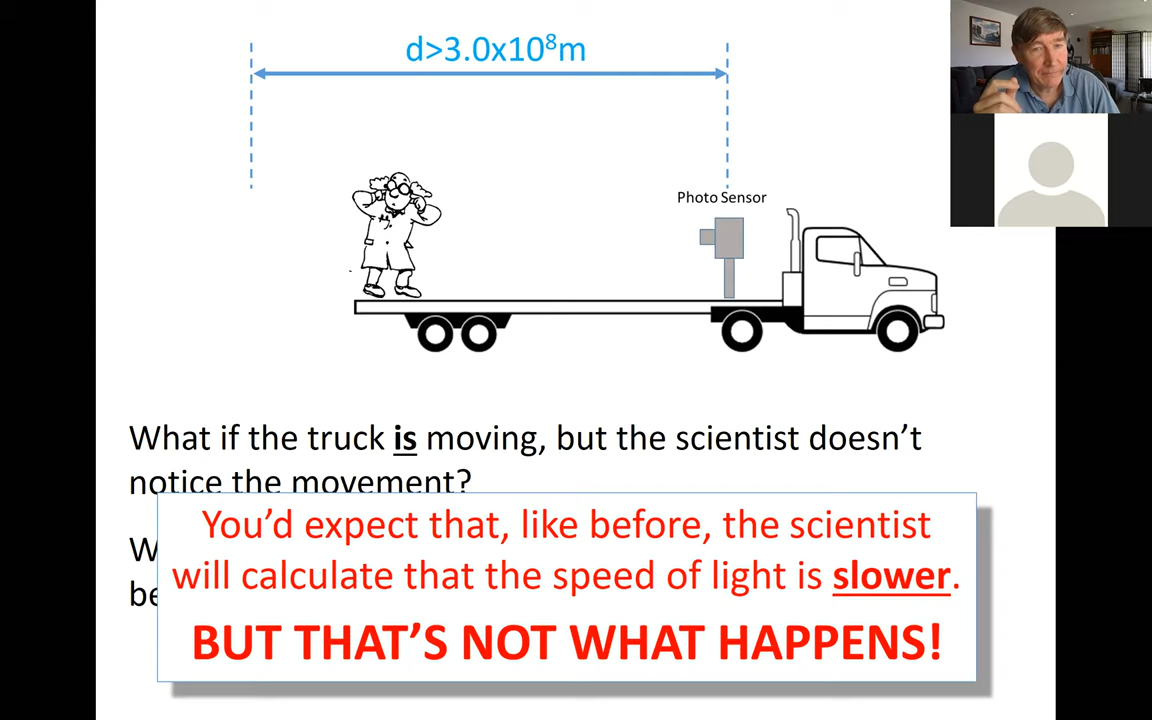 d>3.0x10⁸m
Photo Sensor
What if the truck is moving, but the scientist doesn’t
notice the movement?
You’d expect that, like before, the scientist
will calculate that the speed of light is slower.
BUT THAT’S NOT WHAT HAPPENS!